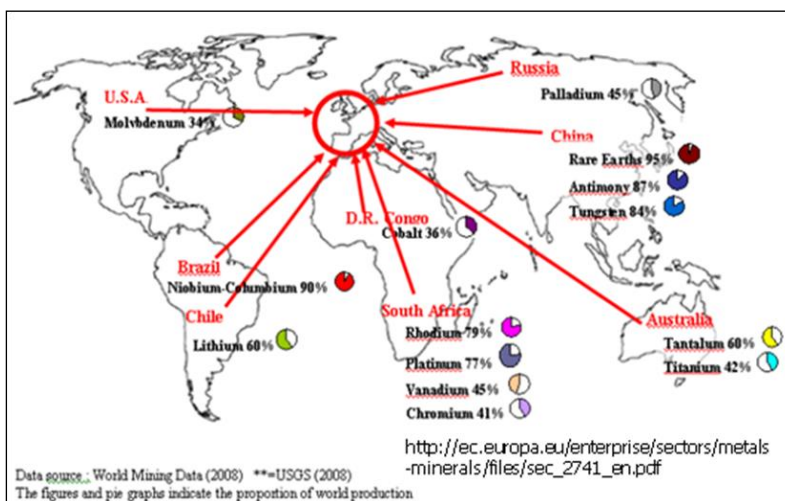 Russia
Palladium 45%
U.S.A
Molvbdenum 34%
China
Rare Earths 95%
Antimony 87%
Tungsten 84%
D.R. Congo
Cobalt 36%
Brazil
Niobium-Columbium 90%
Chile
Lithium 60%
South Africa
Rhodium 79%
Platinum 77%
Vanadium 45%
Chromium 41%
Australia
Tantalum 60%
Titanium 42%
http://ec.europa.eu/enterprise/sectors/metals
-minerals/files/sec_2741_en.pdf
Data source : World Mining Data (2008) **=USGS (2008)
The figures and pie graphs indicate the proportion of world production